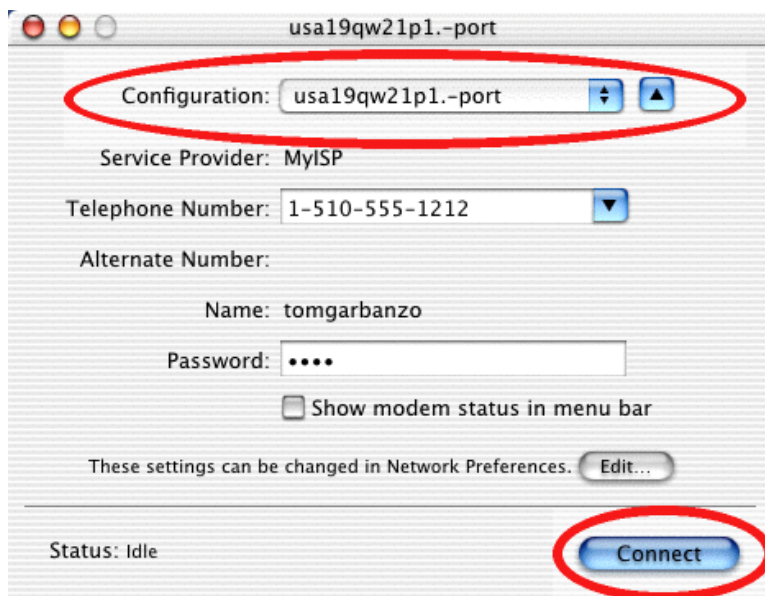 usa19qw21p1.-port
Configuration: usa19qw21p1.-port
Service Provider: MyISP
Telephone Number: 1-510-555-1212
Alternate Number:
Name: tomgarbanzo
Password: ••••
Show modem status in menu bar
These settings can be changed in Network Preferences. Edit...
Status: Idle Connect